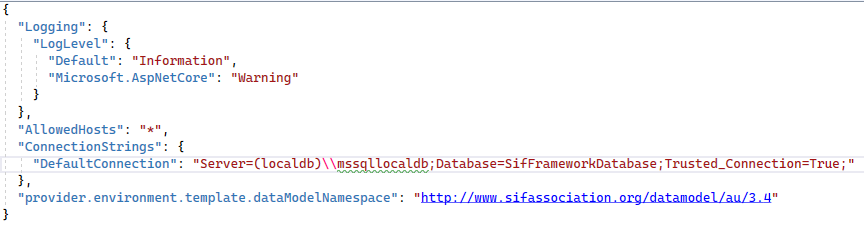 {
"Logging": {
"LogLevel": {
"Default": "Information",
"Microsoft.AspNetCore": "Warning"
}
},
"AllowedHosts": "*",
"ConnectionStrings": {
"DefaultConnection": "Server=(localdb)\\mssqllocaldb;Database=SifFrameworkDatabase;Trusted_Connection=True;"
},
"provider.environment.template.dataModelNamespace": "http://www.sifassociation.org/datamodel/au/3.4"
}